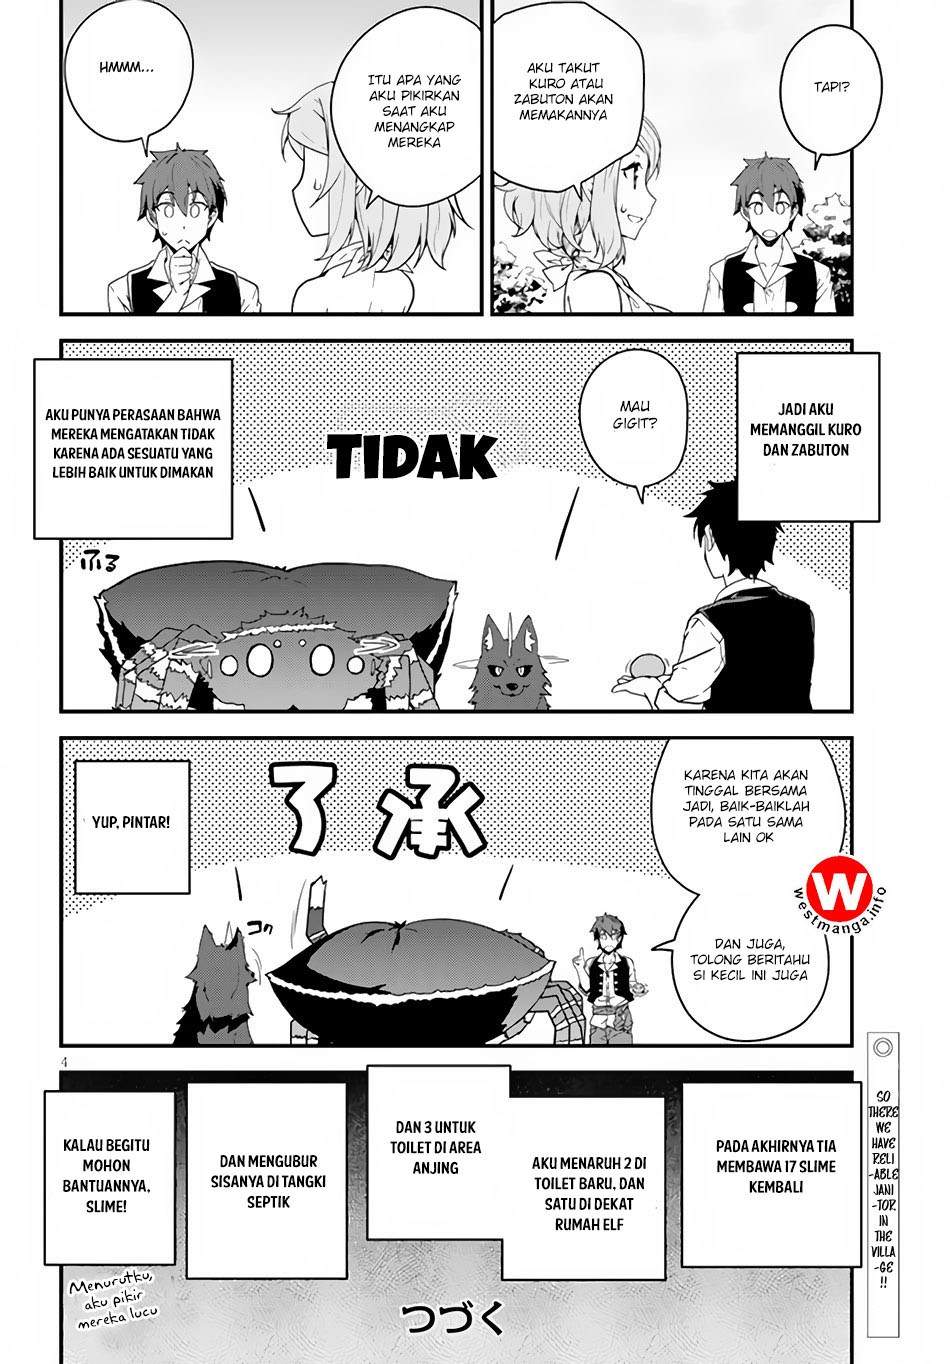 TAPI?
AKU TAKUT
KURO ATAU
ZABUTON AKAN
MEMAKANNYA
ITU APA YANG
AKU PIKIRKAN
SAAT AKU
MENANGKAP
MEREKA
HMMM...
JADI AKU
MEMANGGIL KURO
DAN ZABUTON
MAU
GIGIT?
TIDAK
AKU PUNYA PERASAAN BAHWA
MEREKA MENGATAKAN TIDAK
KARENA ADA SESUATU YANG
LEBIH BAIK UNTUK DIMAKAN
ふる
KARENA KITA AKAN
TINGGAL BERSAMA
JADI, BAIK-BAIKLAH
PADA SATU SAMA
LAIN OK
DAN JUGA,
TOLONG BERITAHU
SI KECIL INI JUGA
了承
コク
YUP, PINTAR!
W
westmanga.info
4
PADA AKHIRNYA TIA
MEMBAWA 17 SLIME
KEMBALI
AKU MENARUH 2 DI
TOILET BARU, DAN
SATU DI DEKAT
RUMAH ELF
DAN 3 UNTUK
TOILET DI AREA
ANJING
DAN MENGUBUR
SISANYA DI TANGKI
SEPTIK
KALAU BEGITU
MOHON
BANTUANNYA,
SLIME!
Menurutku,
aku pikir
mereka lucu
つづく
SO
THERE
WE
HAVE
RELI
-ABLE
JANI
-TOR
IN
THE
VILLA
-GE
!!